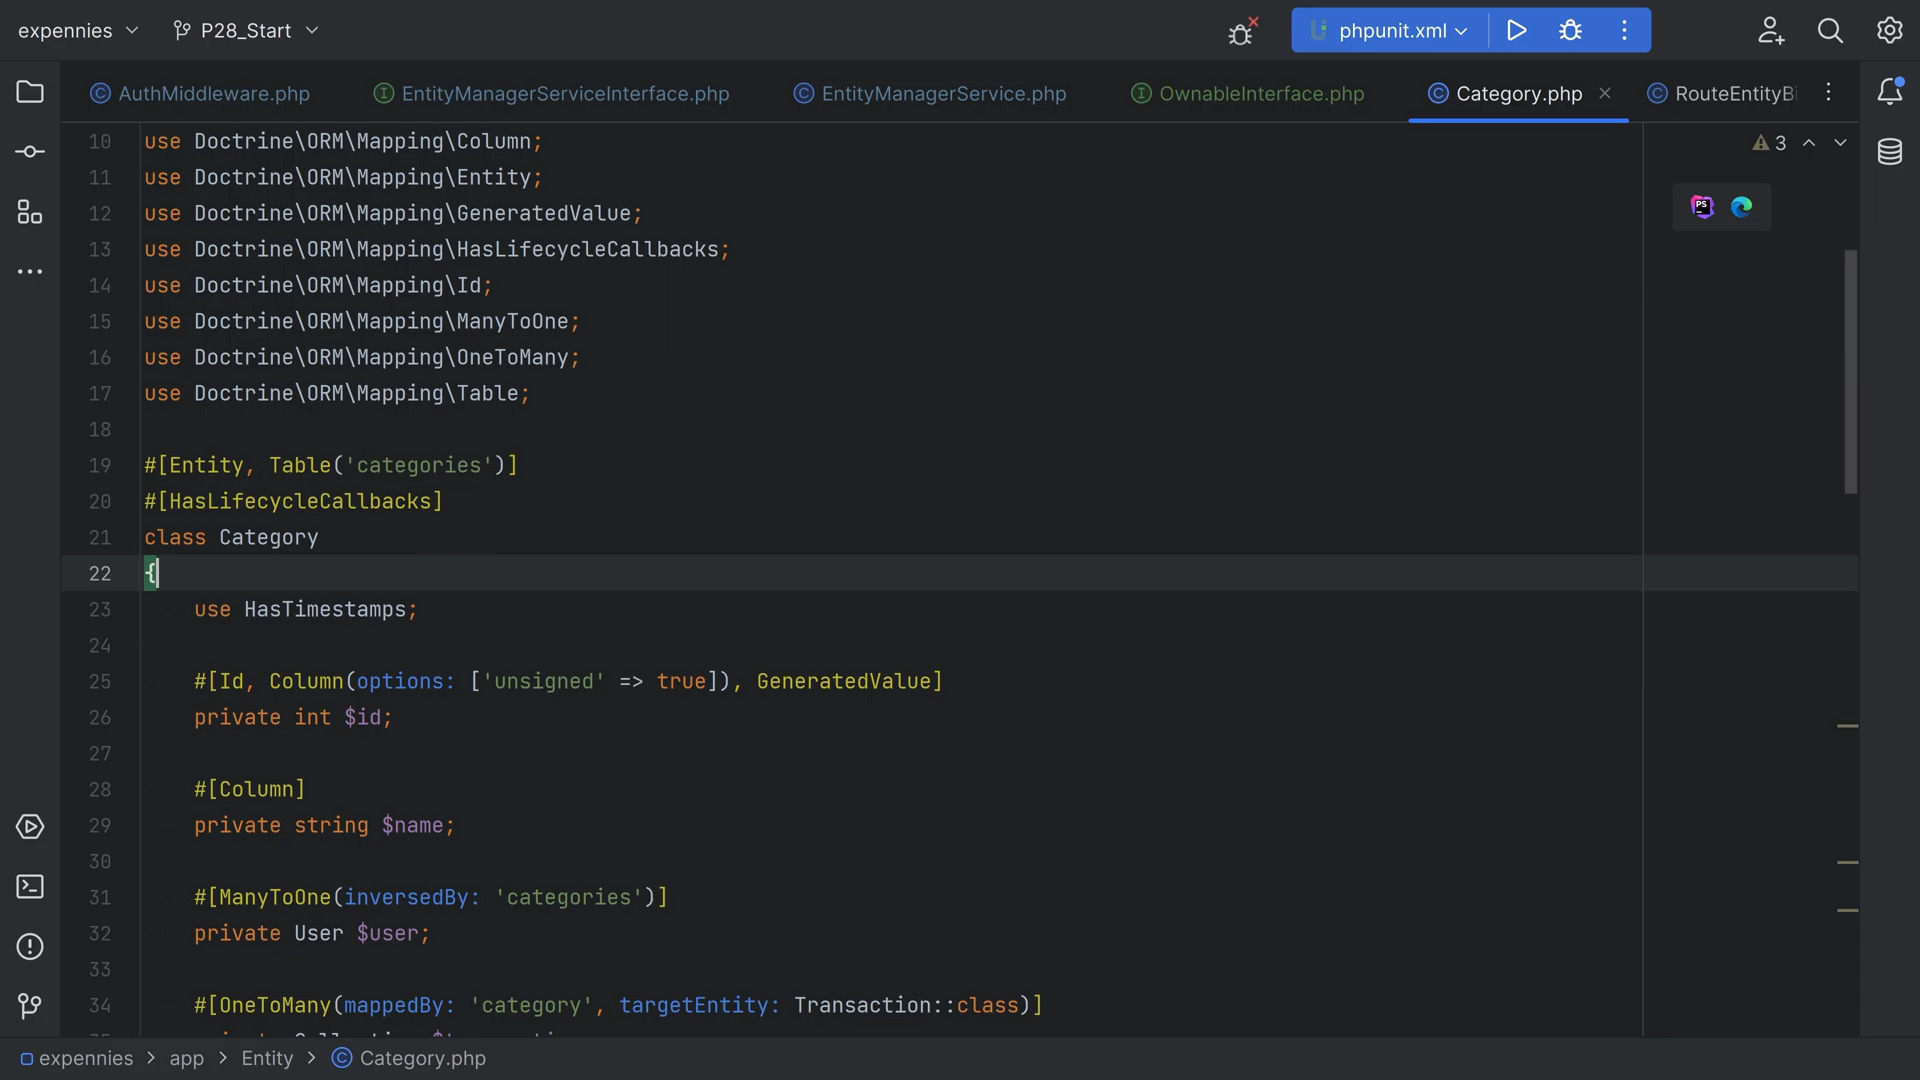 expennies
P28_Start
phpunit.xml
AuthMiddleware.php
EntityManagerServiceInterface.php
EntityManagerService.php
OwnableInterface.php
Category.php
RouteEntityBi
3
10 use Doctrine\ORM\Mapping\Column;
11 use Doctrine\ORM\Mapping\Entity;
12 use Doctrine\ORM\Mapping\GeneratedValue;
13 use Doctrine\ORM\Mapping\HasLifecycleCallbacks;
14 use Doctrine\ORM\Mapping\Id;
15 use Doctrine\ORM\Mapping\ManyToOne;
16 use Doctrine\ORM\Mapping\OneToMany;
17 use Doctrine\ORM\Mapping\Table;
18
19 #[Entity, Table('categories')]
20 #[HasLifecycleCallbacks]
21 class Category
22 {
23     use HasTimestamps;
24
25     #[Id, Column(options: ['unsigned' => true]), GeneratedValue]
26     private int $id;
27
28     #[Column]
29     private string $name;
30
31     #[ManyToOne(inversedBy: 'categories')]
32     private User $user;
33
34     #[OneToMany(mappedBy: 'category', targetEntity: Transaction::class)]
expennies > app > Entity > Category.php